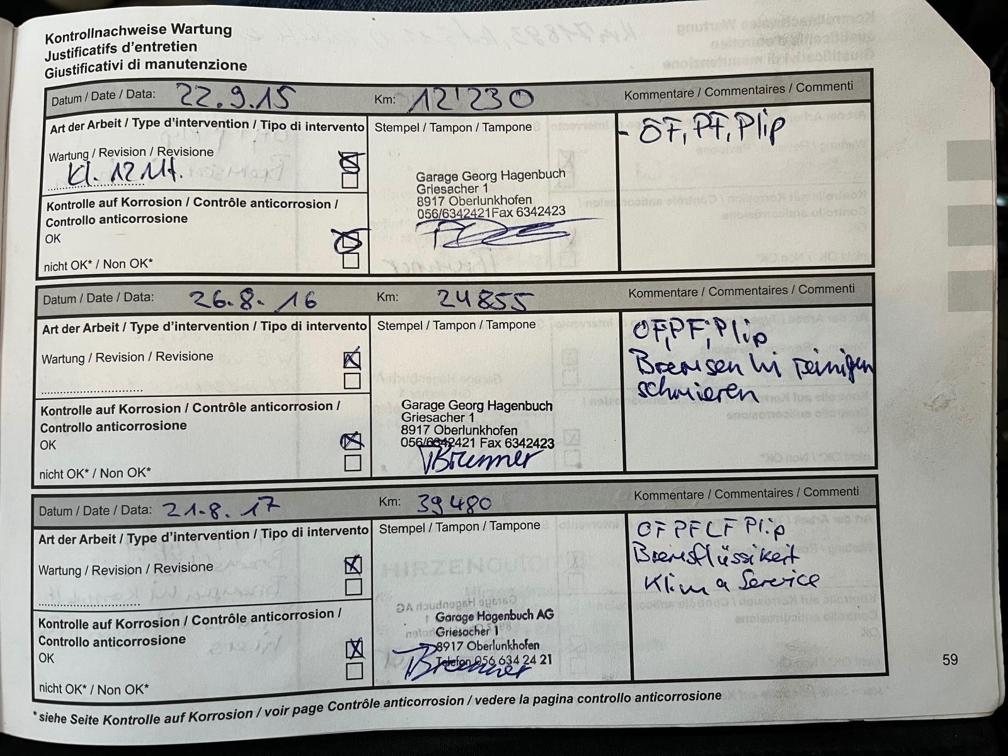 Kontrollnachweise Wartung
Justificatifs d'entretien
Giustificativi di manutenzione
Datum / Date / Data: 22.9.15 Km: 12'230 Kommentare / Commentaires / Commenti
Art der Arbeit / Type d'intervention / Tipo di intervento Stempel / Tampon / Tampone - OF, PF, Plip
Wartung / Revision / Revisione
Kl. 12 Mt.
Garage Georg Hagenbuch
Griesacher 1
8917 Oberlunkhofen
056/6342421 Fax 6342423
Kontrolle auf Korrosion / Contrôle anticorrosion /
Controllo anticorrosione
OK
nicht OK* / Non OK*
Datum / Date / Data: 26.8.16 Km: 24855 Kommentare / Commentaires / Commenti
Art der Arbeit / Type d'intervention / Tipo di intervento Stempel / Tampon / Tampone OF, PF, Plip
Wartung / Revision / Revisione Bremsen hi reinigen
schmieren
Kontrolle auf Korrosion / Contrôle anticorrosion /
Controllo anticorrosione
OK
Garage Georg Hagenbuch
Griesacher 1
8917 Oberlunkhofen
056/6342421 Fax 6342423
Brunner
nicht OK* / Non OK*
Datum / Date / Data: 21.8.17 Km: 39480 Kommentare / Commentaires / Commenti
Art der Arbeit / Type d'intervention / Tipo di intervento Stempel / Tampon / Tampone OF PF LF Plip
Bremsflüssikeit
Wartung / Revision / Revisione Klima Service
Kontrolle auf Korrosion / Contrôle anticorrosion /
Controllo anticorrosione
OK
Garage Hagenbuch AG
Griesacher 1
8917 Oberlunkhofen
Telefon 056 634 24 21
Brunner
nicht OK* / Non OK*
59
*siehe Seite Kontrolle auf Korrosion / voir page Contrôle anticorrosion / vedere la pagina controllo anticorrosione